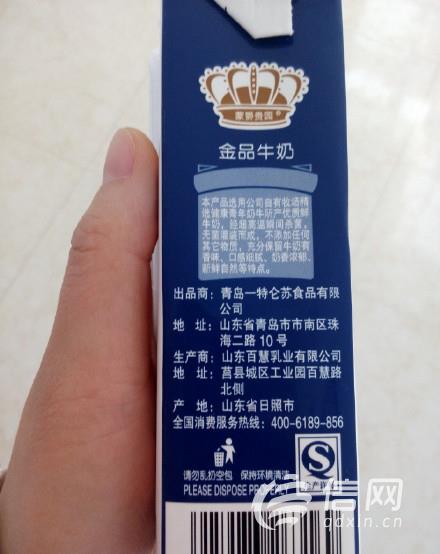 蒙爵贵园®
金品牛奶
本产品选用公司自有牧场精
选健康青年奶牛所产优质鲜
牛奶，经超高温瞬间杀菌，
无菌灌装而成，不添加任何
其它物质，充分保留牛奶有
香味、口感细腻、奶香浓郁、
新鲜自然等特点。
出品商：青岛一特仑苏食品有限
公司
地 址：山东省青岛市市南区珠
海二路10号
生产商：山东百慧乳业有限公司
地 址：莒县城区工业园百慧路
北侧
产 地：山东省日照市
全国消费服务热线：400-6189-856
请勿乱扔空包 保持环境清洁
PLEASE DISPOSE PROPERLY
信网
qdxin.cn